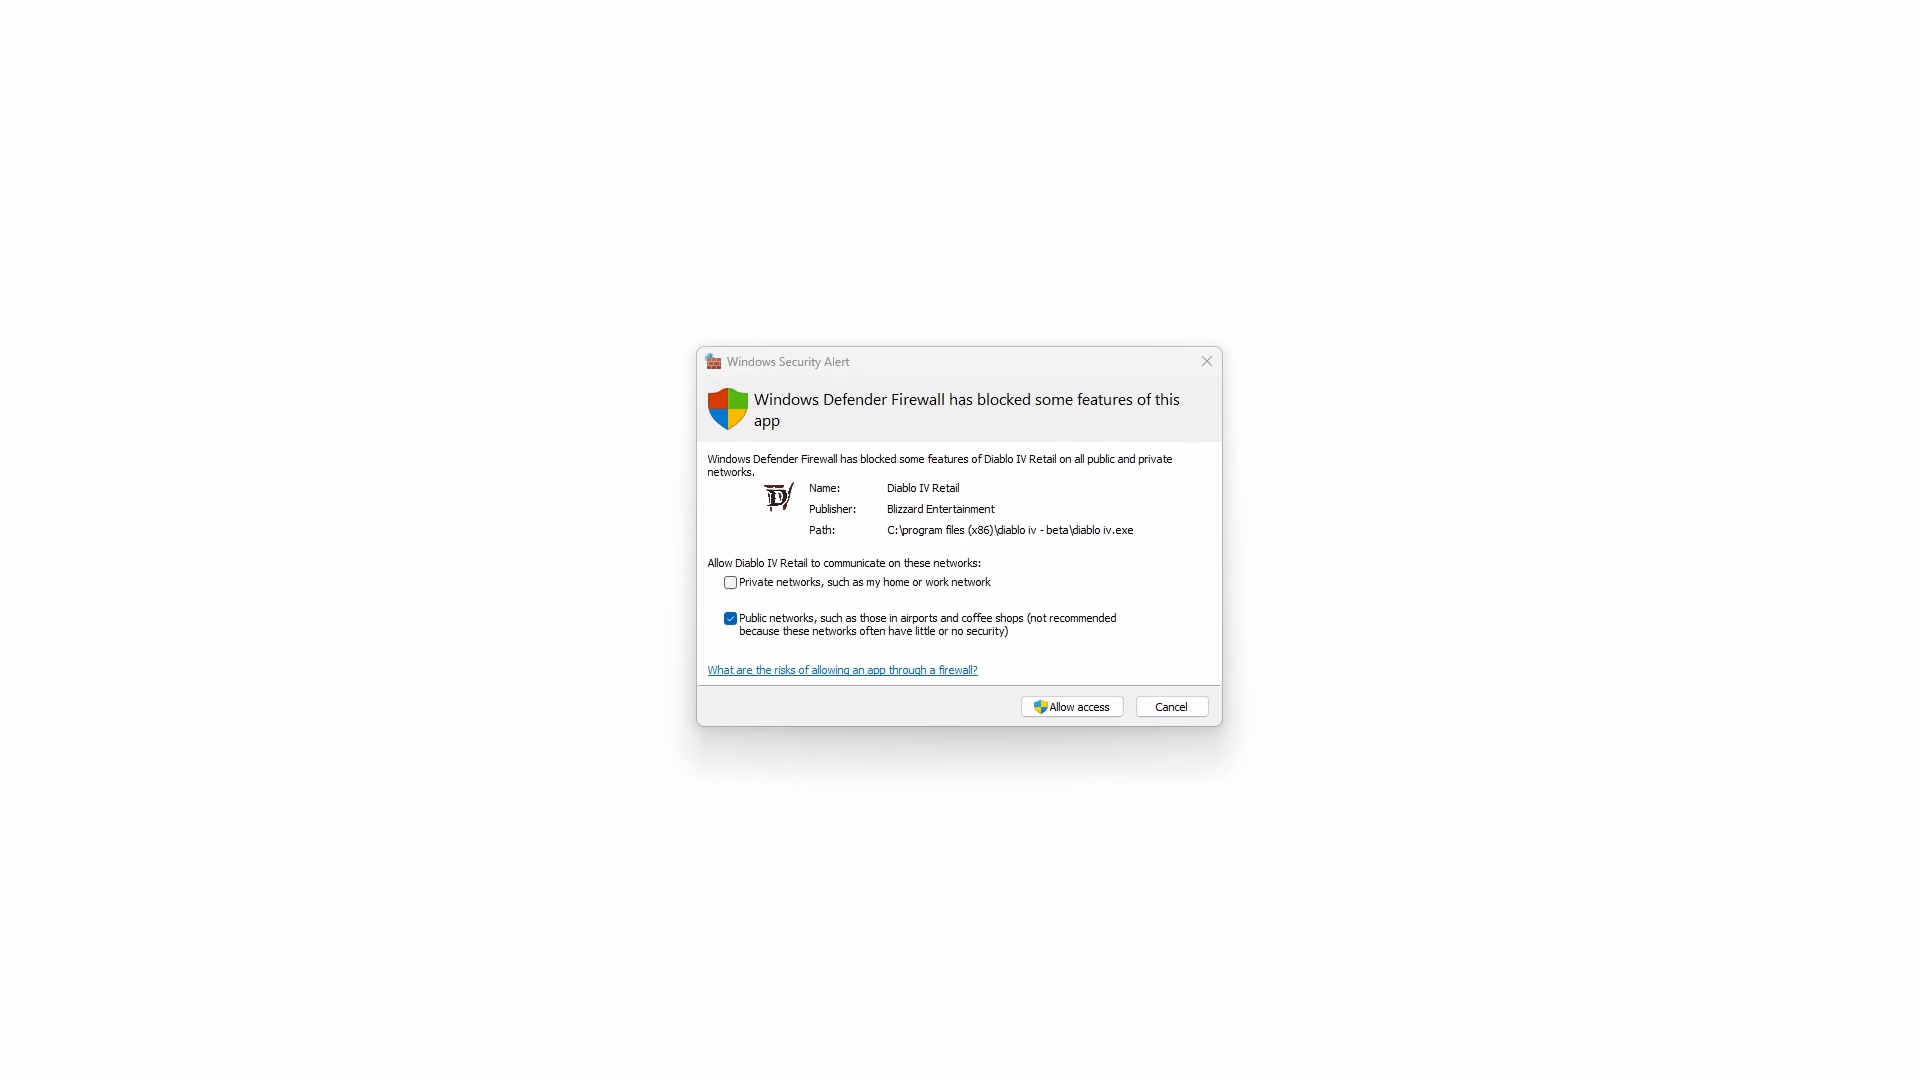 Windows Security Alert
Windows Defender Firewall has blocked some features of this
app
Windows Defender Firewall has blocked some features of Diablo IV Retail on all public and private
networks.
Name: Diablo IV Retail
Publisher: Blizzard Entertainment
Path: C:\program files (x86)\diablo iv - beta\diablo iv.exe
Allow Diablo IV Retail to communicate on these networks:
Private networks, such as my home or work network
Public networks, such as those in airports and coffee shops (not recommended
because these networks often have little or no security)
What are the risks of allowing an app through a firewall?
Allow access Cancel